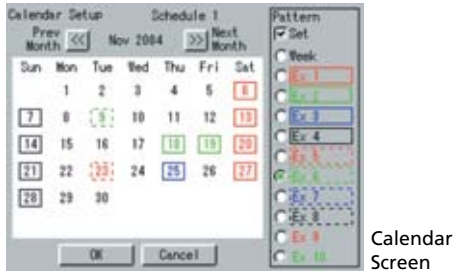 Calendar Setup Schedule 1
Prev Month << Nov 2004 >> Next Month
Sun Mon Tue Wed Thu Fri Sat
1 2 3 4 5 6
7 8 9 10 11 12 13
14 15 16 17 18 19 20
21 22 23 24 25 26 27
28 29 30
OK Cancel
Pattern
Set
Week
Ex 1
Ex 2
Ex 3
Ex 4
Ex 5
Ex 6
Ex 7
Ex 8
Ex 9
Ex 10
Calendar
Screen